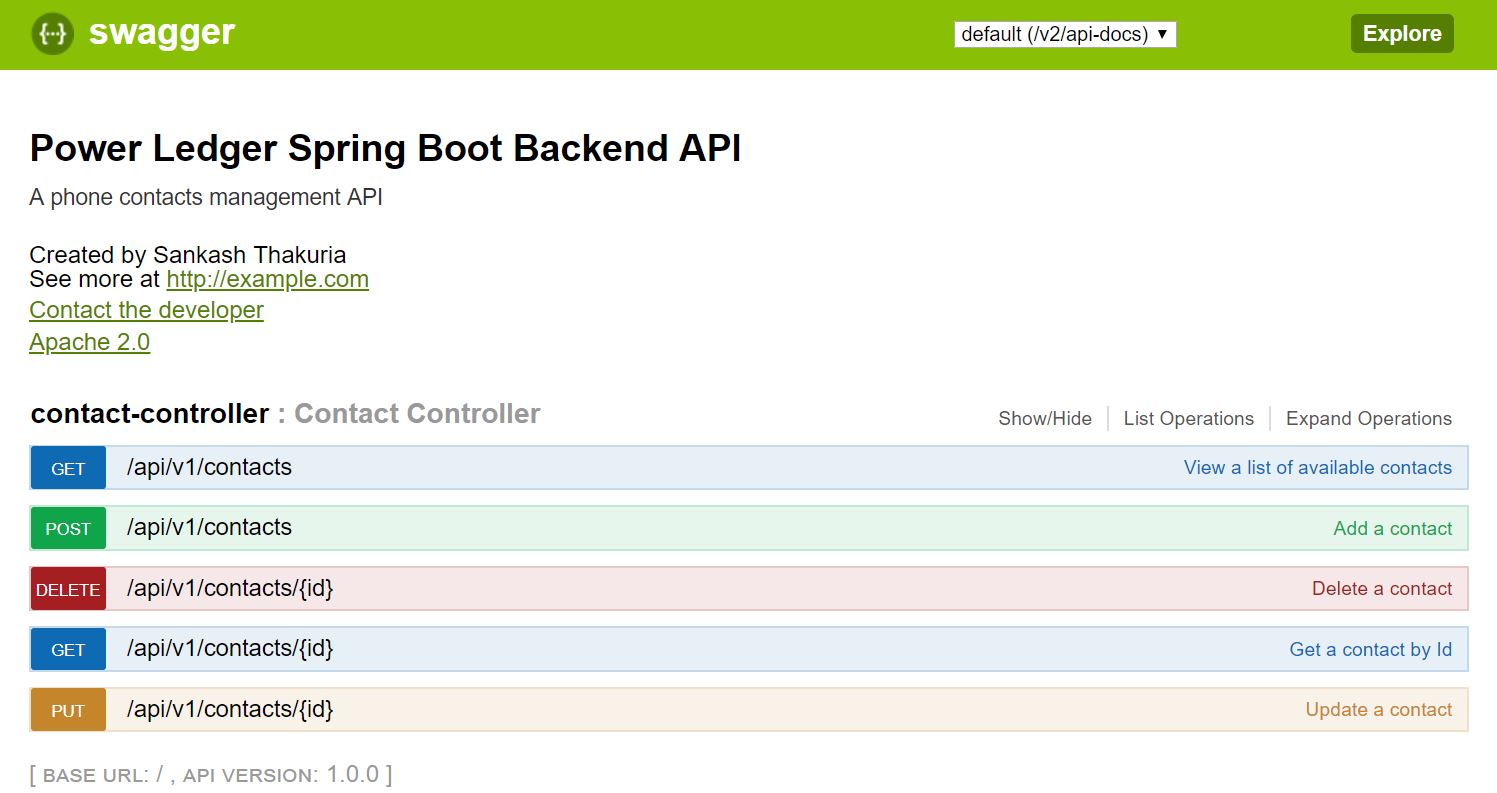 {···} swagger default (/v2/api-docs) ▼ Explore
Power Ledger Spring Boot Backend API
A phone contacts management API
Created by Sankash Thakuria
See more at http://example.com
Contact the developer
Apache 2.0
contact-controller : Contact Controller Show/Hide List Operations Expand Operations
GET /api/v1/contacts View a list of available contacts
POST /api/v1/contacts Add a contact
DELETE /api/v1/contacts/{id} Delete a contact
GET /api/v1/contacts/{id} Get a contact by Id
PUT /api/v1/contacts/{id} Update a contact
[ BASE URL: / , API VERSION: 1.0.0 ]